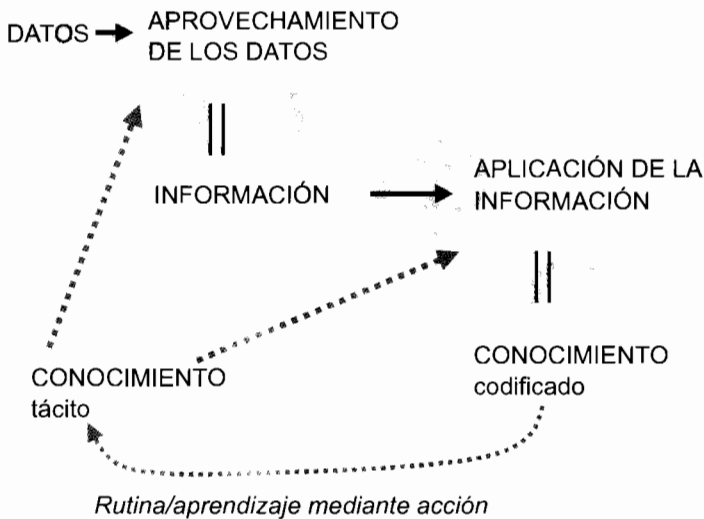 DATOS
APROVECHAMIENTO
DE LOS DATOS
INFORMACIÓN
APLICACIÓN DE LA
INFORMACIÓN
CONOCIMIENTO
tácito
CONOCIMIENTO
codificado
Rutina/aprendizaje mediante acción